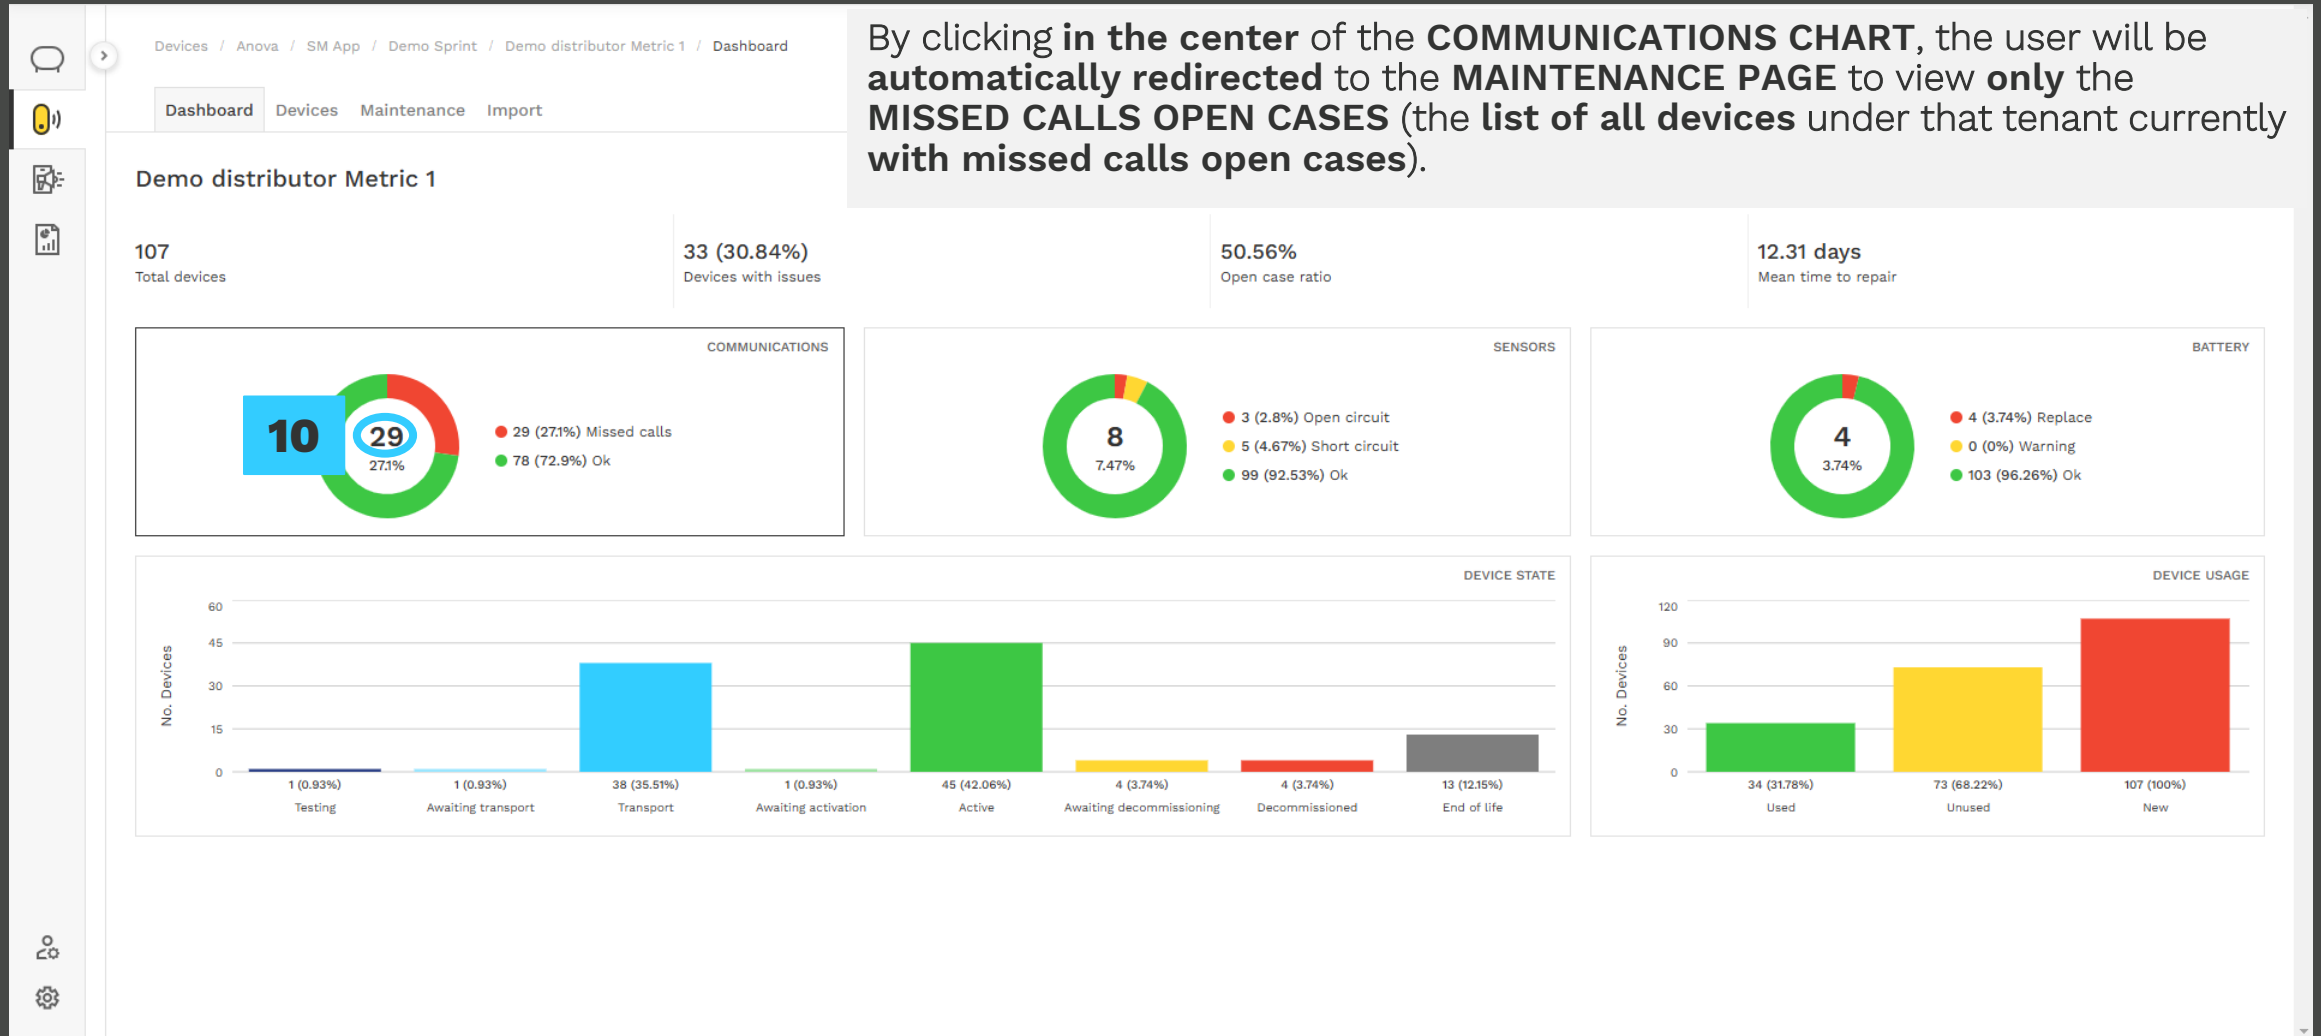 Devices / Anova / SM App / Demo Sprint / Demo distributor Metric 1 / Dashboard
By clicking in the center of the COMMUNICATIONS CHART, the user will be
automatically redirected to the MAINTENANCE PAGE to view only the
MISSED CALLS OPEN CASES (the list of all devices under that tenant currently
with missed calls open cases).
Dashboard Devices Maintenance Import
Demo distributor Metric 1
107
Total devices
33 (30.84%)
Devices with issues
50.56%
Open case ratio
12.31 days
Mean time to repair
COMMUNICATIONS
10
29
27.1%
29 (27.1%) Missed calls
78 (72.9%) Ok
SENSORS
8
7.47%
3 (2.8%) Open circuit
5 (4.67%) Short circuit
99 (92.53%) Ok
BATTERY
4
3.74%
4 (3.74%) Replace
0 (0%) Warning
103 (96.26%) Ok
DEVICE STATE
No. Devices
60
45
30
15
0
1 (0.93%) 1 (0.93%) 38 (35.51%) 1 (0.93%) 45 (42.06%) 4 (3.74%) 4 (3.74%) 13 (12.15%)
Testing Awaiting transport Transport Awaiting activation Active Awaiting decommissioning Decommissioned End of life
DEVICE USAGE
No. Devices
120
90
60
30
0
34 (31.78%) 73 (68.22%) 107 (100%)
Used Unused New